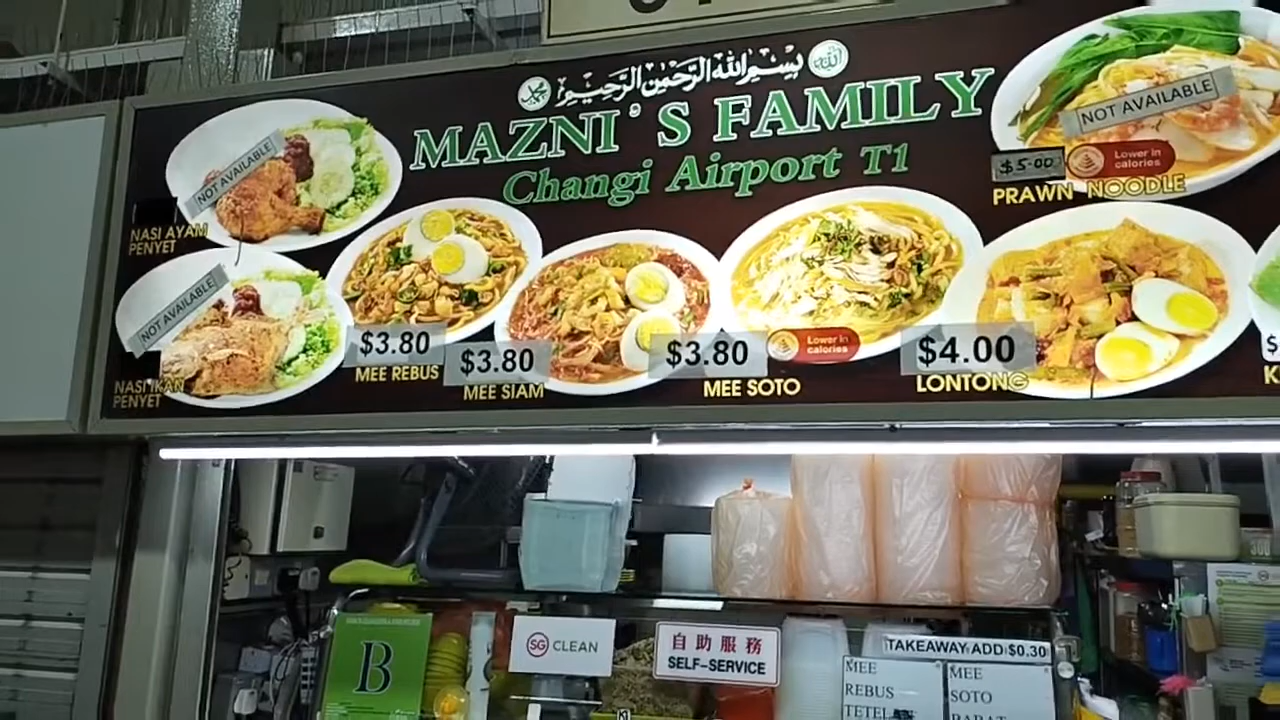 بسم الله الرحمن الرحيم
MAZNI'S FAMILY
Changi Airport T1
NOT AVAILABLE
NASI AYAM
PENYET
NOT AVAILABLE
NASI IKAN
PENYET
$3.80
MEE REBUS
$3.80
MEE SIAM
$3.80
Lower in
calories
MEE SOTO
$4.00
LONTONG
NOT AVAILABLE
$5.00
Lower in
calories
PRAWN NOODLE
B
SG CLEAN
自助服務
SELF-SERVICE
TAKEAWAY ADD $0.30
MEE
REBUS
MEE
SOTO